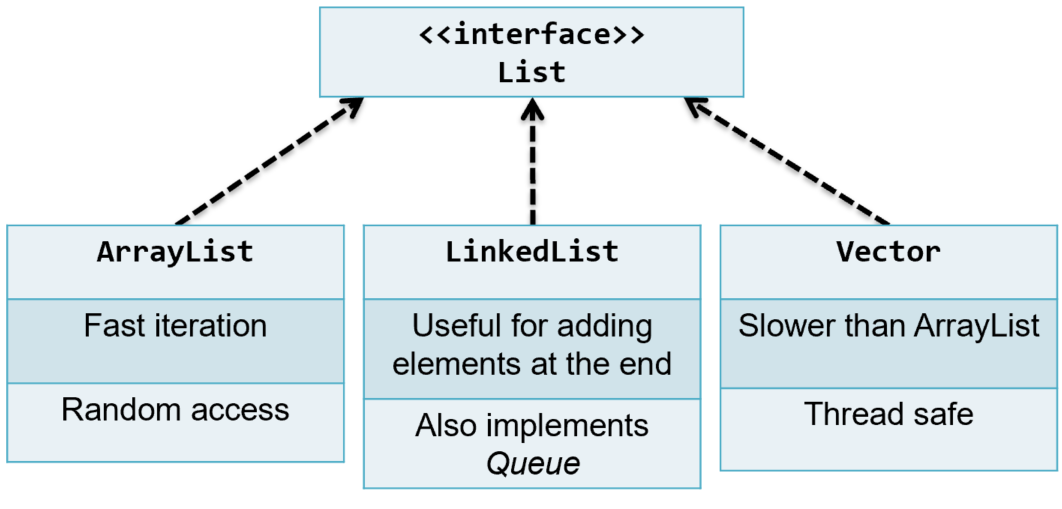 <<interface>>
List
ArrayList
Fast iteration
Random access
LinkedList
Useful for adding
elements at the end
Also implements
Queue
Vector
Slower than ArrayList
Thread safe